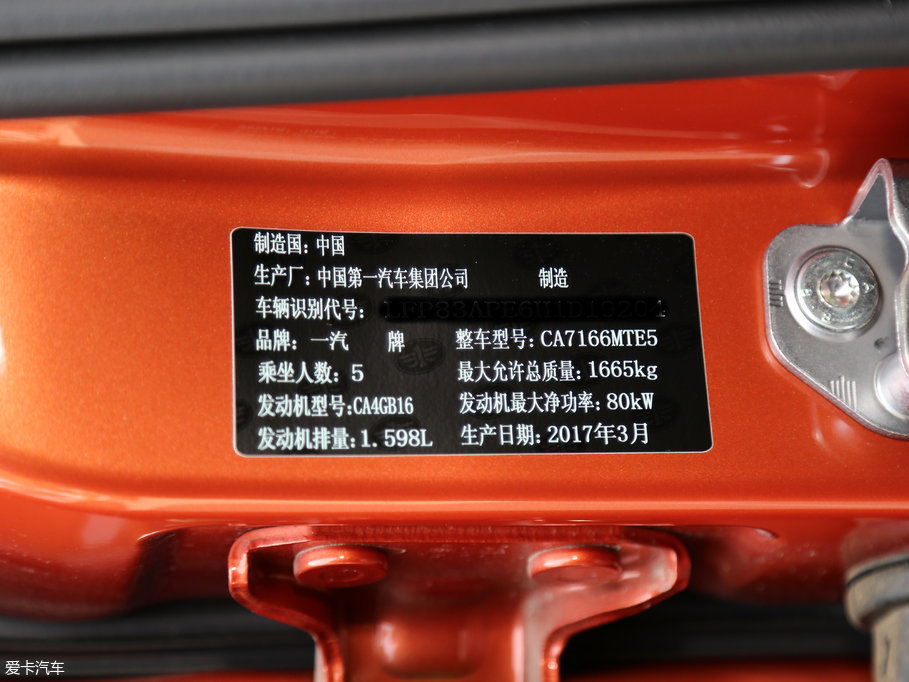 制造国：中国
生产厂：中国第一汽车集团公司 制造
车辆识别代号：
品牌：一汽 牌 整车型号：CA7166MTE5
乘坐人数：5 最大允许总质量：1665kg
发动机型号：CA4GB16 发动机最大净功率：80kW
发动机排量：1.598L 生产日期：2017年3月
爱卡汽车